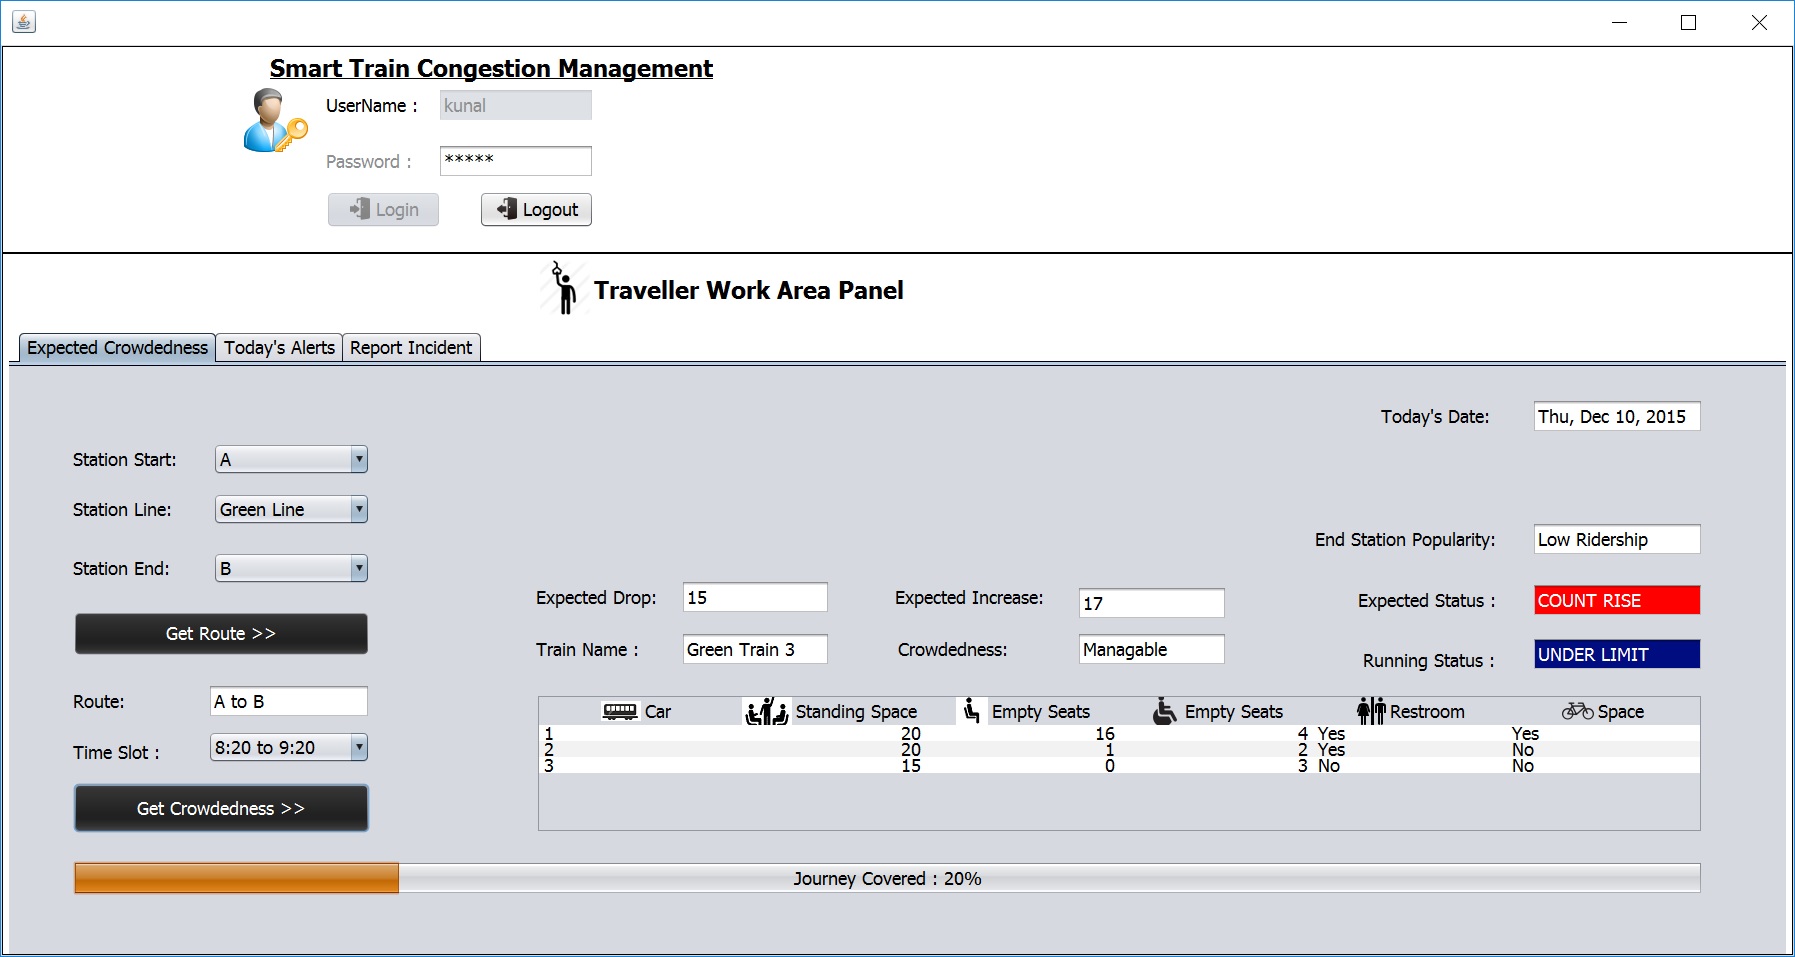 Smart Train Congestion Management
UserName : kunal
Password : *****
Login Logout
Traveller Work Area Panel
Expected Crowdedness Today's Alerts Report Incident
Today's Date: Thu, Dec 10, 2015
Station Start: A
Station Line: Green Line
End Station Popularity: Low Ridership
Station End: B
Expected Drop: 15 Expected Increase: 17 Expected Status : COUNT RISE
Get Route >>
Train Name : Green Train 3 Crowdedness: Managable Running Status : UNDER LIMIT
Route: A to B
Car Standing Space Empty Seats Empty Seats Restroom Space
1 20 16 4 Yes Yes
2 20 1 2 Yes No
3 15 0 3 No No
Time Slot : 8:20 to 9:20
Get Crowdedness >>
Journey Covered : 20%